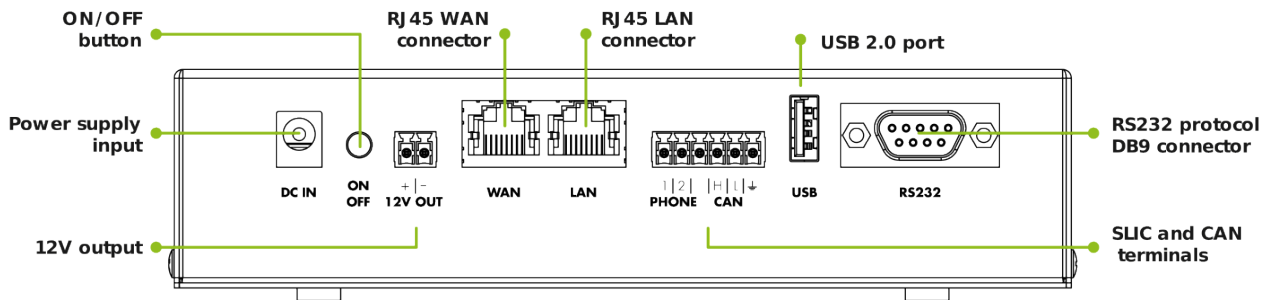 ON/OFF
button
RJ45 WAN
connector
RJ45 LAN
connector
USB 2.0 port
Power supply
input
RS232 protocol
DB9 connector
DC IN
ON
OFF
+ | -
12V OUT
WAN
LAN
1 | 2 | | H | L | ⏚
PHONE CAN
USB
RS232
12V output
SLIC and CAN
terminals